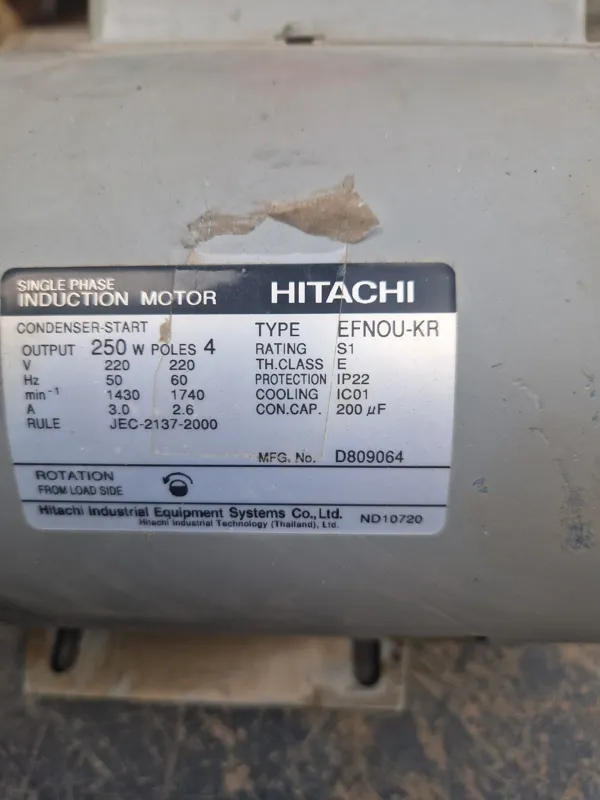 SINGLE PHASE
INDUCTION MOTOR HITACHI
CONDENSER-START TYPE EFNOU-KR
OUTPUT 250 W POLES 4 RATING S1
V 220 220 TH.CLASS E
Hz 50 60 PROTECTION IP22
min⁻¹ 1430 1740 COOLING IC01
A 3.0 2.6 CON.CAP. 200 μF
RULE JEC-2137-2000
MFG. No. D809064
ROTATION
FROM LOAD SIDE
Hitachi Industrial Equipment Systems Co.,Ltd. ND10720
Hitachi Industrial Technology (Thailand), Ltd.